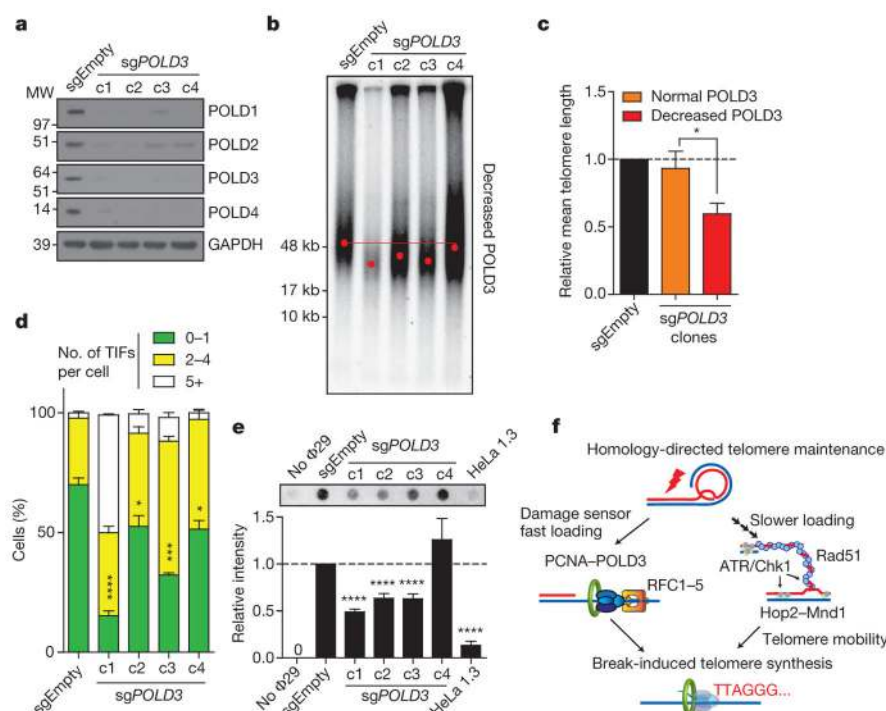 a
sgEmpty
sgPOLD3
c1 c2 c3 c4
MW
97
51
64
51
14
39
POLD1
POLD2
POLD3
POLD4
GAPDH
b
sgEmpty
sgPOLD3
c1 c2 c3 c4
48 kb
17 kb
10 kb
Decreased POLD3
c
Relative mean telomere length
1.5
1.0
0.5
0.0
Normal POLD3
Decreased POLD3
*
sgEmpty
sgPOLD3
clones
d
No. of TIFs
per cell
0–1
2–4
5+
Cells (%)
100
50
0
****
*
***
*
sgEmpty
c1 c2 c3 c4
sgPOLD3
e
No Φ29
sgEmpty
sgPOLD3
c1 c2 c3 c4
HeLa 1.3
Relative intensity
1.5
1.0
0.5
0.0
0
****
****
****
****
No Φ29
sgEmpty
c1 c2 c3 c4
sgPOLD3
HeLa 1.3
f
Homology-directed telomere maintenance
Damage sensor
fast loading
PCNA–POLD3
RFC1–5
Slower loading
Rad51
ATR/Chk1
Hop2–Mnd1
Telomere mobility
Break-induced telomere synthesis
TTAGGG...